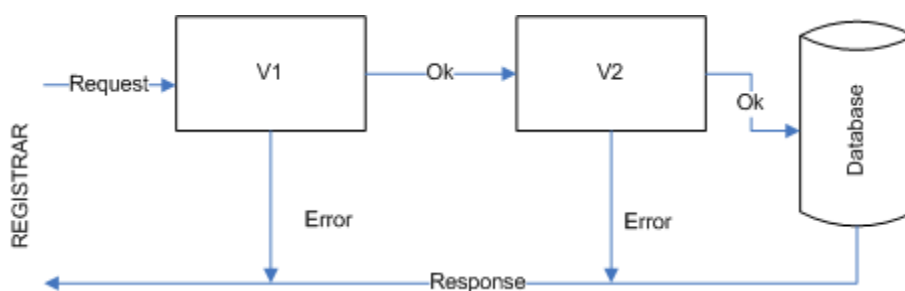 V1
V2
Request
Ok
Ok
Database
REGISTRAR
Error
Error
Response